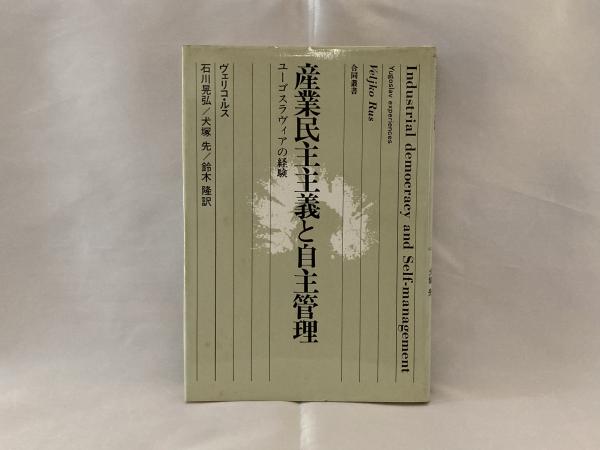 Industrial democracy and Self-management
Yugoslav experiences
Veljko Rus
合同叢書
産業民主主義と自主管理
ユーゴスラヴィアの経験
ヴェリコ・ルス
石川晃弘/犬塚 先/鈴木 隆訳